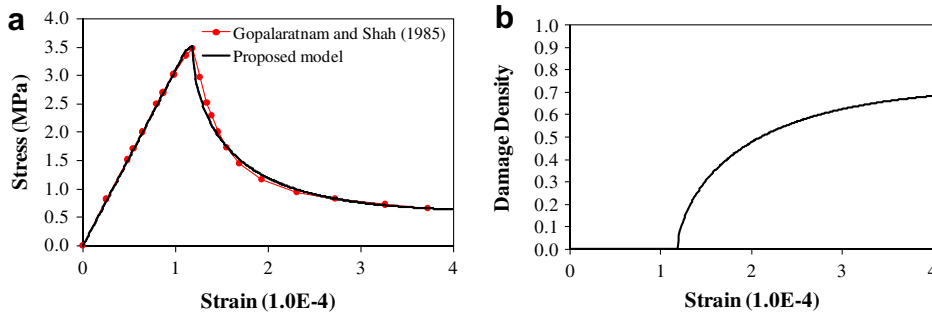 a
4.0
3.5
3.0
2.5
2.0
1.5
1.0
0.5
0.0
Stress (MPa)
Gopalaratnam and Shah (1985)
Proposed model
0 1 2 3 4
Strain (1.0E-4)
b
1.0
0.9
0.8
0.7
0.6
0.5
0.4
0.3
0.2
0.1
0.0
Damage Density
0 1 2 3 4
Strain (1.0E-4)